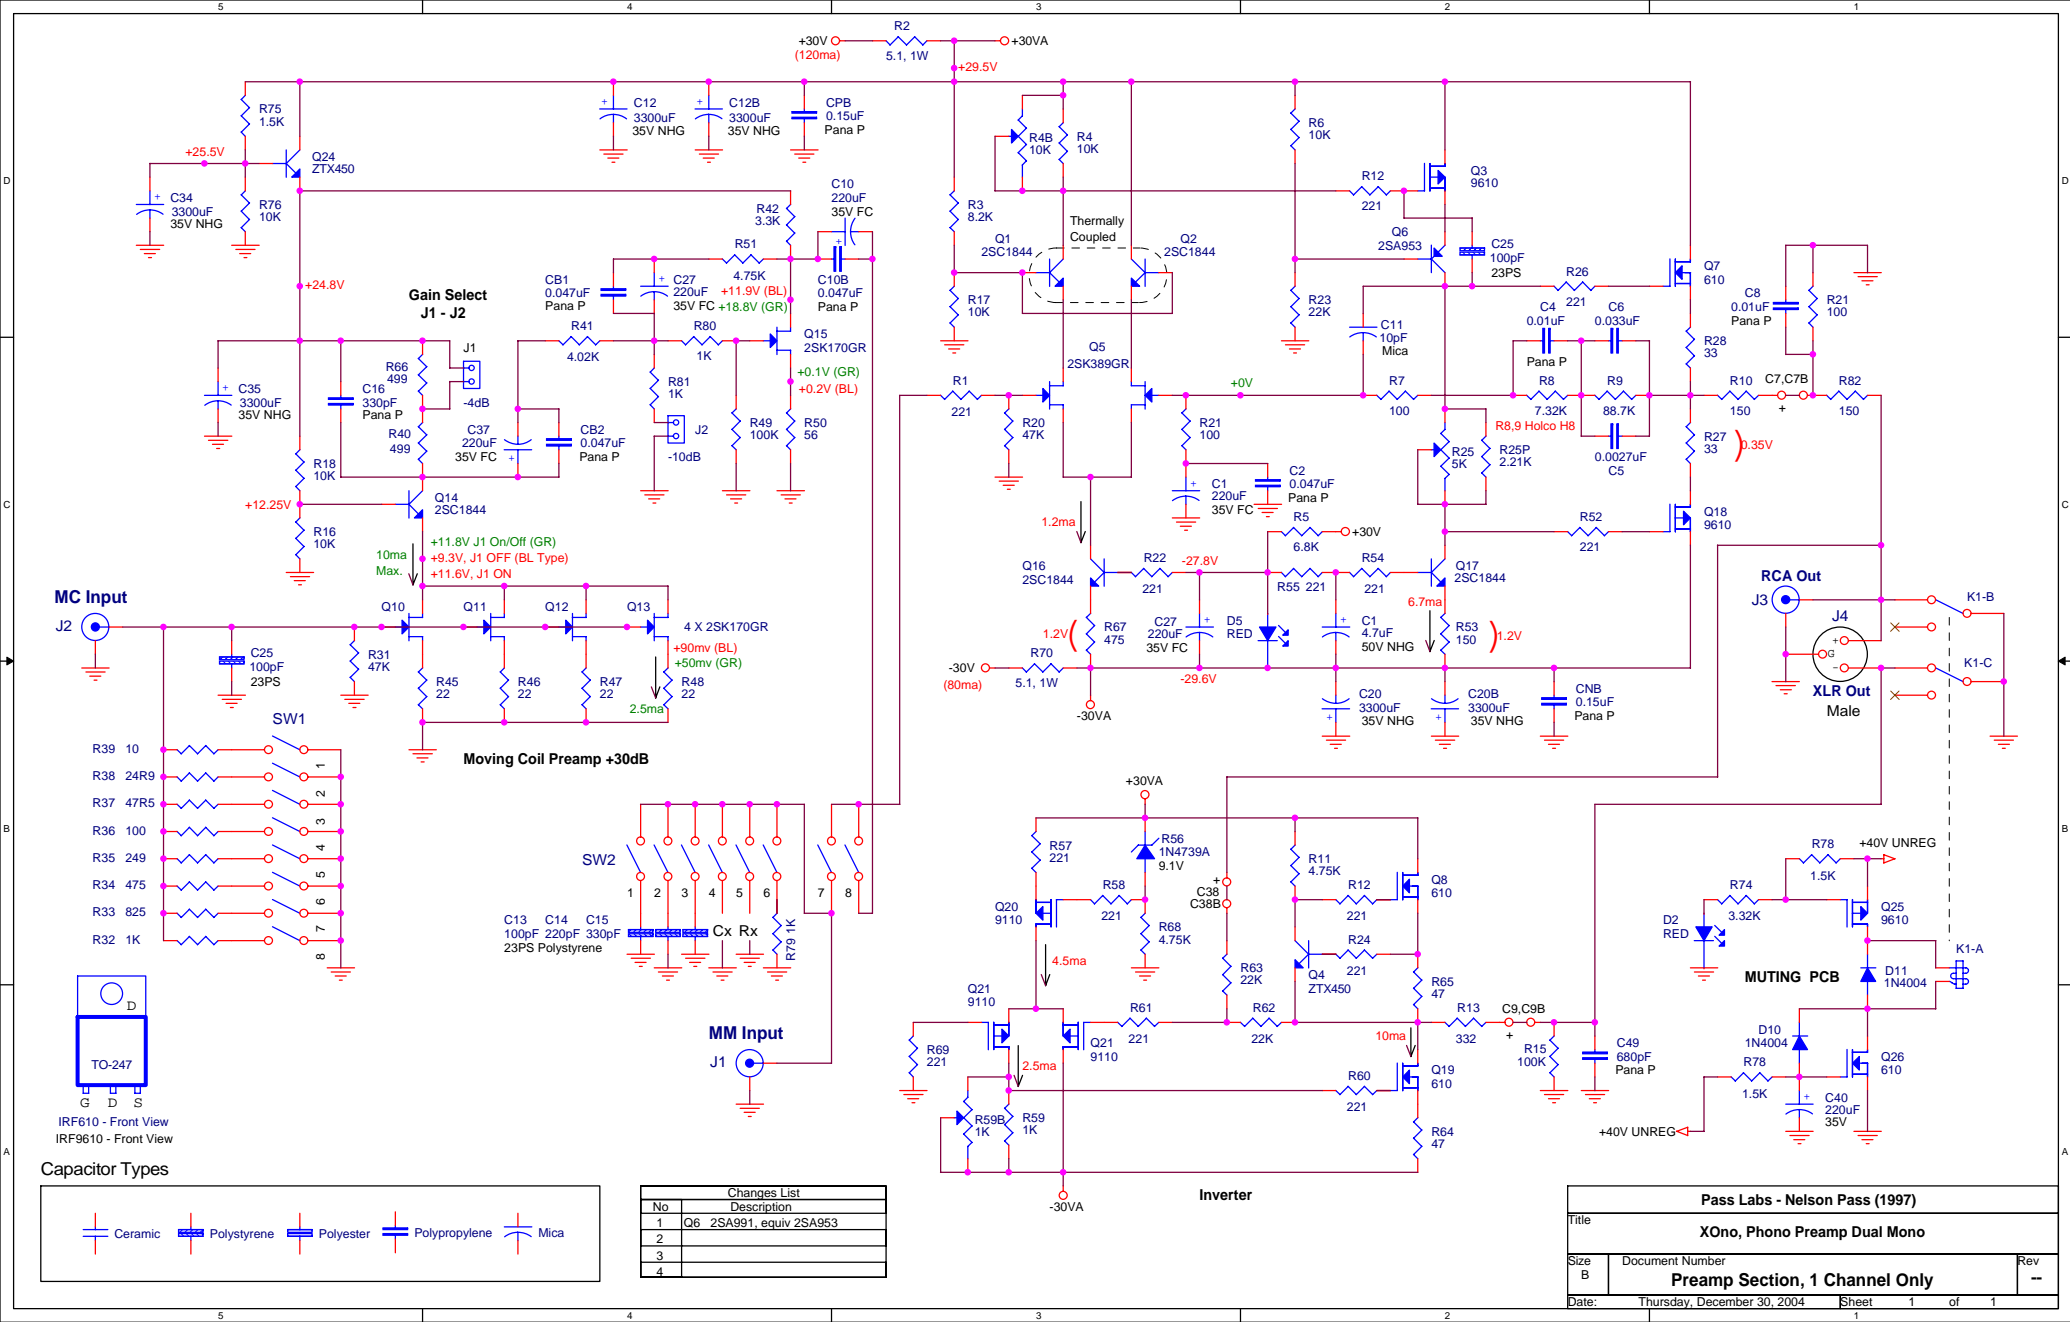 5
4
3
2
1
D
C
B
A
D
C
B
A
+30V
(120ma)
R2
5.1, 1W
+30VA
+29.5V
R75
1.5K
+25.5V
Q24
ZTX450
C34
3300uF
35V NHG
R76
10K
C12
3300uF
35V NHG
C12B
3300uF
35V NHG
CPB
0.15uF
Pana P
+24.8V
Gain Select
J1 - J2
R42
3.3K
C10
220uF
35V FC
R51
4.75K
+11.9V (BL)
+18.8V (GR)
C10B
0.047uF
Pana P
CB1
0.047uF
Pana P
C27
220uF
35V FC
R41
4.02K
R80
1K
Q15
2SK170GR
+0.1V (GR)
+0.2V (BL)
C35
3300uF
35V NHG
C16
330pF
Pana P
R66
499
J1
-4dB
R40
499
C37
220uF
35V FC
CB2
0.047uF
Pana P
R81
1K
J2
-10dB
R49
100K
R50
56
R18
10K
+12.25V
R16
10K
Q14
2SC1844
+11.8V J1 On/Off (GR)
+9.3V, J1 OFF (BL Type)
+11.6V, J1 ON
10ma
Max.
MC Input
J2
C25
100pF
23PS
R31
47K
Q10
Q11
Q12
Q13
4 X 2SK170GR
+90mv (BL)
+50mv (GR)
R45
22
R46
22
R47
22
R48
22
2.5ma
Moving Coil Preamp +30dB
SW1
R39 10
1
R38 24R9
2
R37 47R5
3
R36 100
4
R35 249
5
R34 475
6
R33 825
7
R32 1K
8
R4B
10K
R4
10K
R3
8.2K
R17
10K
Thermally
Coupled
Q1
2SC1844
Q2
2SC1844
R6
10K
R12
221
Q3
9610
Q6
2SA953
C25
100pF
23PS
R23
22K
C11
10pF
Mica
R26
221
Q7
610
C8
0.01uF
Pana P
R21
100
C4
0.01uF
Pana P
C6
0.033uF
R28
33
Q5
2SK389GR
R1
221
R20
47K
+0V
R7
100
R8
7.32K
R9
88.7K
R8,9 Holco H8
0.0027uF
C5
R10
150
C7,C7B
+
R82
150
R27
33
0.35V
R21
100
C1
220uF
35V FC
C2
0.047uF
Pana P
R25
5K
R25P
2.21K
Q18
9610
R52
221
1.2ma
R5
6.8K
+30V
Q16
2SC1844
R22
221
-27.8V
R55 221
R54
221
Q17
2SC1844
6.7ma
1.2V
R67
475
C27
220uF
35V FC
D5
RED
C1
4.7uF
50V NHG
R53
150
1.2V
-30V
(80ma)
R70
5.1, 1W
-29.6V
-30VA
C20
3300uF
35V NHG
C20B
3300uF
35V NHG
CNB
0.15uF
Pana P
RCA Out
J3
J4
+
G
-
XLR Out
Male
K1-B
K1-C
SW2
1 2 3 4 5 6 7 8
C13 C14 C15
100pF 220pF 330pF
23PS Polystyrene
Cx Rx
R79 1K
MM Input
J1
+30VA
R57
221
R56
1N4739A
9.1V
R58
221
Q20
9110
R68
4.75K
4.5ma
C38
C38B
+
R11
4.75K
R12
221
Q8
610
R24
221
Q4
ZTX450
R63
22K
R65
47
R62
22K
R61
221
Q21
9110
Q21
9110
R69
221
2.5ma
R59B
1K
R59
1K
R60
221
10ma
Q19
610
R64
47
R13
332
C9,C9B
+
R15
100K
C49
680pF
Pana P
-30VA
Inverter
R78
1.5K
+40V UNREG
R74
3.32K
Q25
9610
D2
RED
MUTING PCB
D11
1N4004
K1-A
D10
1N4004
R78
1.5K
Q26
610
C40
220uF
35V
+40V UNREG
D
TO-247
G D S
IRF610 - Front View
IRF9610 - Front View
Capacitor Types
Ceramic
Polystyrene
Polyester
Polypropylene
Mica
Changes List
No Description
1 Q6 2SA991, equiv 2SA953
2
3
4
Pass Labs - Nelson Pass (1997)
Title
XOno, Phono Preamp Dual Mono
Size
B
Document Number
Preamp Section, 1 Channel Only
Rev
--
Date: Thursday, December 30, 2004 Sheet 1 of 1
5
4
3
2
1